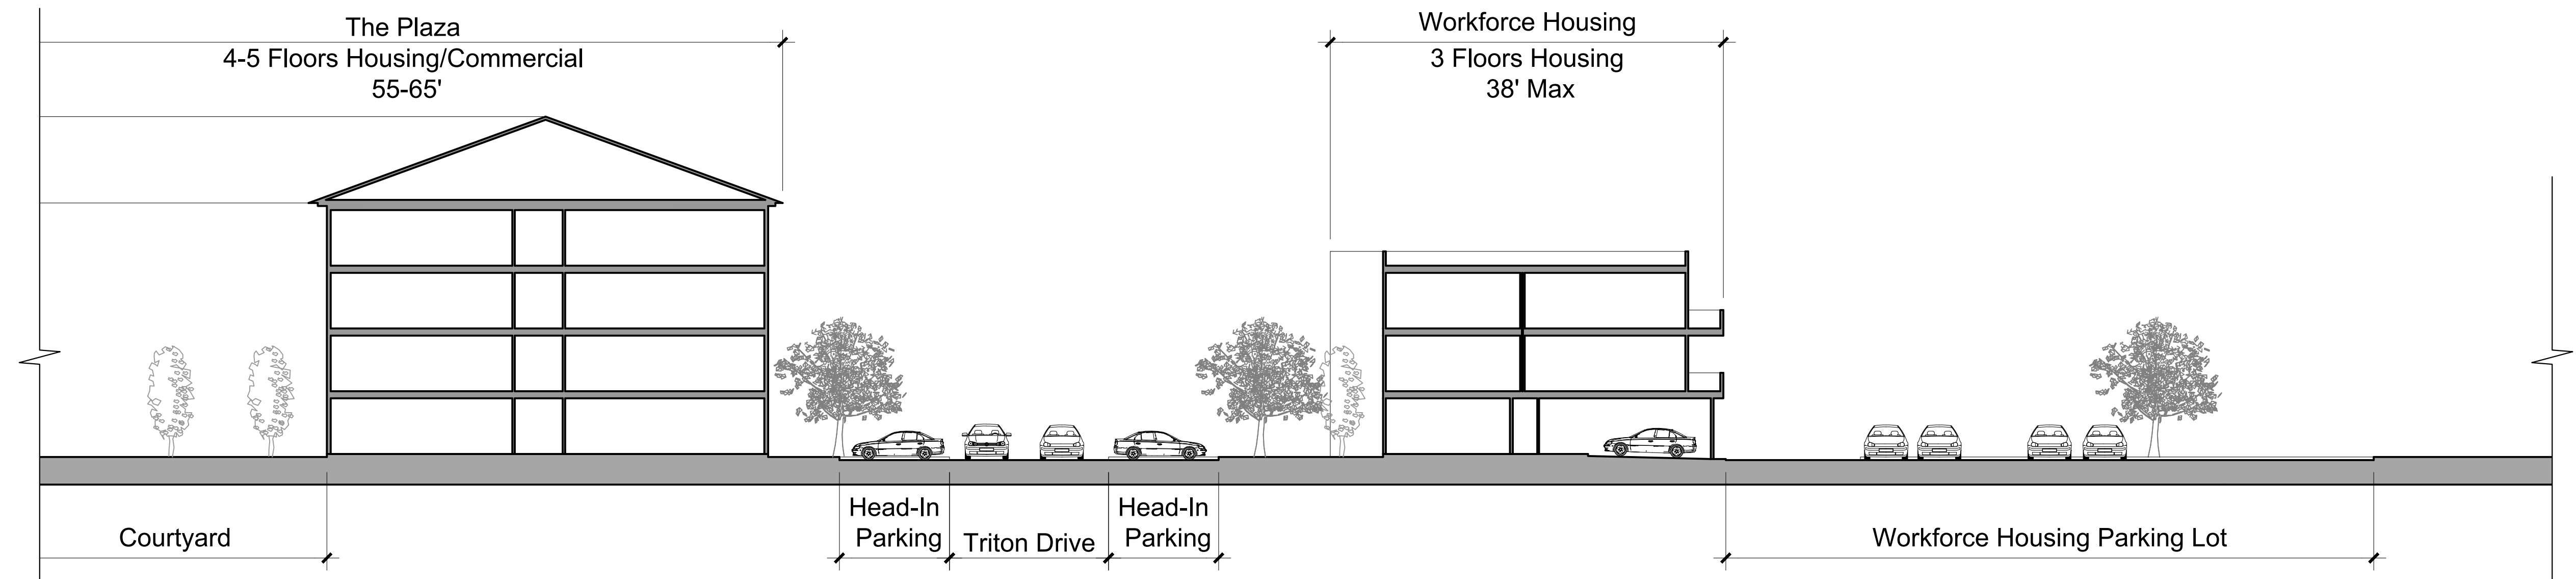 The Plaza
4-5 Floors Housing/Commercial
55-65'
Workforce Housing
3 Floors Housing
38' Max
Courtyard
Head-In
Parking
Triton Drive
Head-In
Parking
Workforce Housing Parking Lot